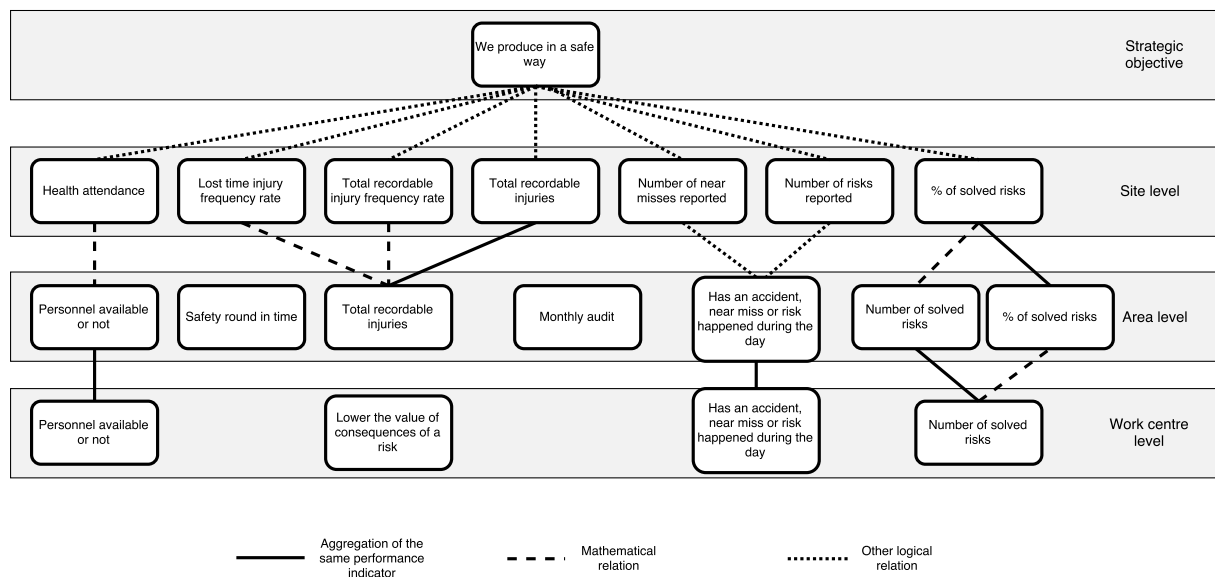 We produce in a safe
way
Strategic
objective
Health attendance
Lost time injury
frequency rate
Total recordable
injury frequency rate
Total recordable
injuries
Number of near
misses reported
Number of risks
reported
% of solved risks
Site level
Personnel available
or not
Safety round in time
Total recordable
injuries
Monthly audit
Has an accident,
near miss or risk
happened during the
day
Number of solved
risks
% of solved risks
Area level
Personnel available
or not
Lower the value of
consequences of a
risk
Has an accident,
near miss or risk
happened during the
day
Number of solved
risks
Work centre
level
Aggregation of the
same performance
indicator
Mathematical
relation
Other logical
relation